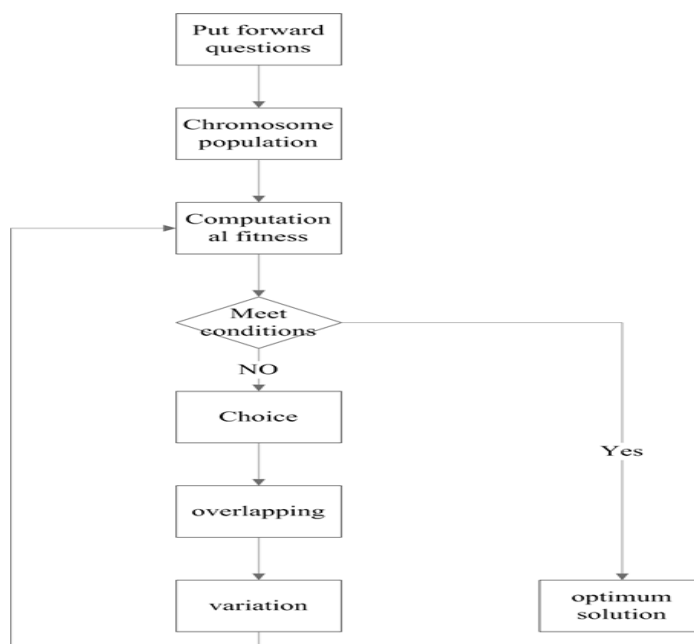 Put forward
questions
Chromosome
population
Computation
al fitness
Meet
conditions
NO
Choice
Yes
overlapping
variation
optimum
solution